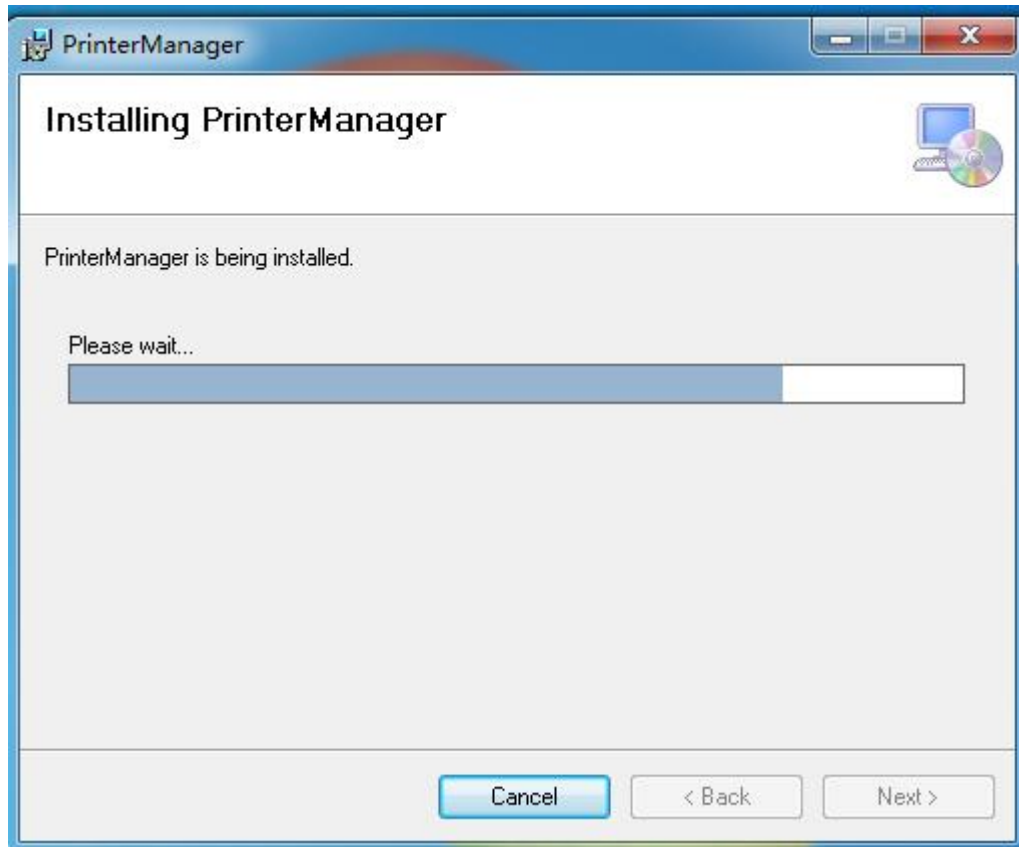 PrinterManager
Installing PrinterManager
PrinterManager is being installed.
Please wait...
Cancel
< Back
Next >